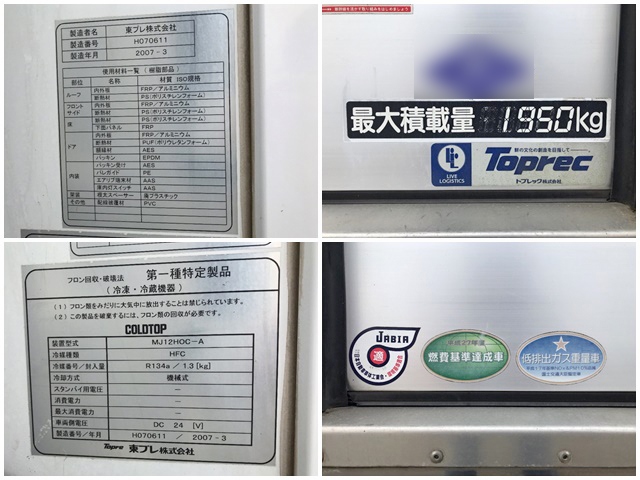 製造者名 東プレ株式会社
製造番号 H070611
製造年月 2007-3
使用材料一覧(樹脂部品)
部位 名称 材質 ISO規格
ルーフ 内外板 FRP/アルミニウム
断熱材 PS(ポリスチレンフォーム)
フロント サイド 内外板 FRP/アルミニウム
断熱材 PS(ポリスチレンフォーム)
床 断熱材 PS(ポリスチレンフォーム)
下面パネル FRP
ドア 内外板 FRP/アルミニウム
断熱材 PUF(ポリウレタンフォーム)
額縁材 AES
パッキン EPDM
パッキン受け AES
内装 バレガイド PE
エアリブ端末材 AAS
庫内灯スイッチ AAS
架装 根太スペーサー 廃プラスチック
その他 配線被覆材 PVC
最大積載量 1950kg
LIVE
LOGISTICS
Toprec
トプレック株式会社
フロン回収・破壊法 第一種特定製品
(冷凍・冷蔵機器)
(1)フロンをみだりに大気中に放出することは禁じられています。
(2)この製品を破棄するには、フロンの回収が必要です。
COLDTOP
装置型式 MJ12HOC-A
冷媒種類 HFC
冷媒番号/封入量 R134a / 1.3[kg]
冷却方式 機械式
スタンバイ用電圧 -
消費電力 -
最大消費電力 -
車両側電圧 DC 24 [V]
製造番号/年月 H070611 / 2007-3
Topre 東プレ株式会社
JABIA
適
平成27年度
燃費基準達成車
低排出ガス重量車